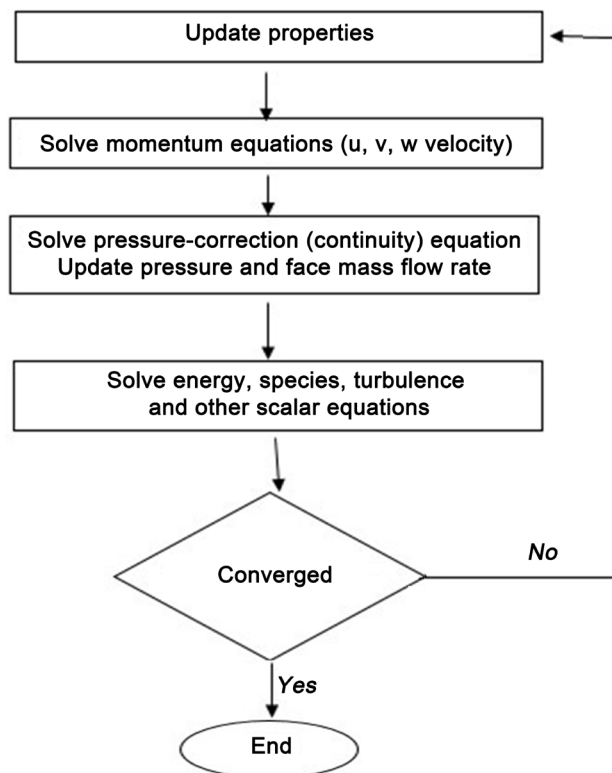 Update properties
Solve momentum equations (u, v, w velocity)
Solve pressure-correction (continuity) equation
Update pressure and face mass flow rate
Solve energy, species, turbulence
and other scalar equations
Converged
No
Yes
End